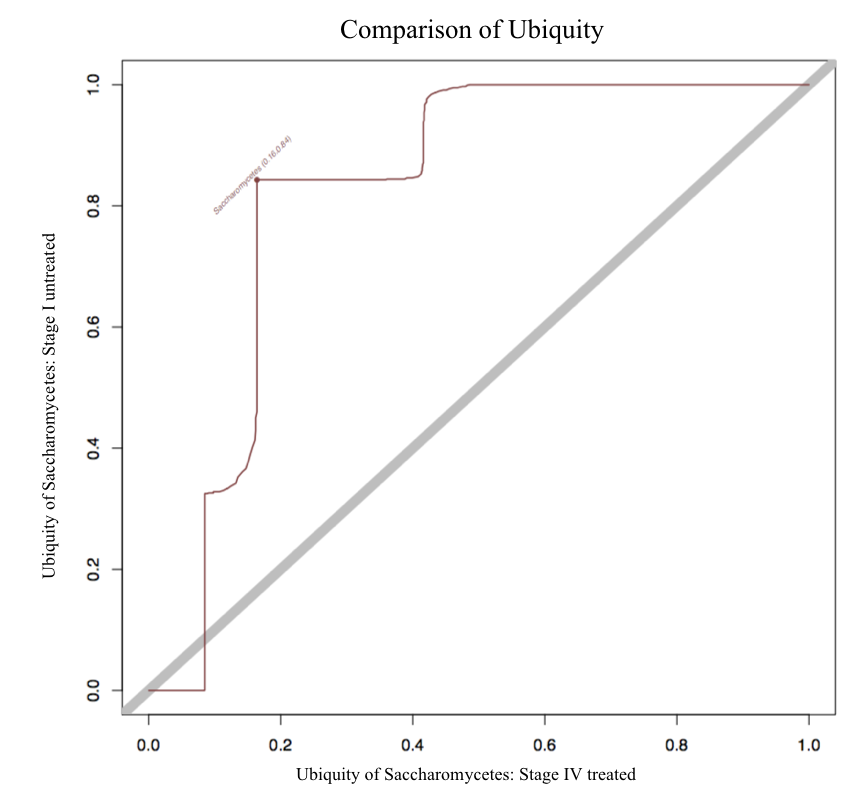 Comparison of Ubiquity
Ubiquity of Saccharomycetes: Stage I untreated
1.0
0.8
0.6
0.4
0.2
0.0
Saccharomycetes (0.16,0.84)
0.0 0.2 0.4 0.6 0.8 1.0
Ubiquity of Saccharomycetes: Stage IV treated